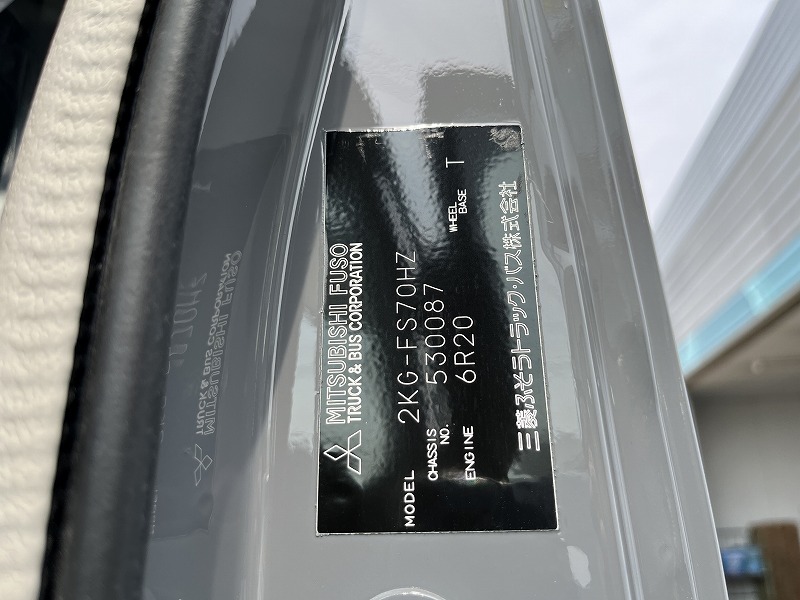 MITSUBISHI FUSO
TRUCK & BUS CORPORATION
MODEL 2KG-FS70HZ
CHASSIS NO. 530087
ENGINE 6R20 WHEEL BASE T
三菱ふそうトラック・バス株式会社